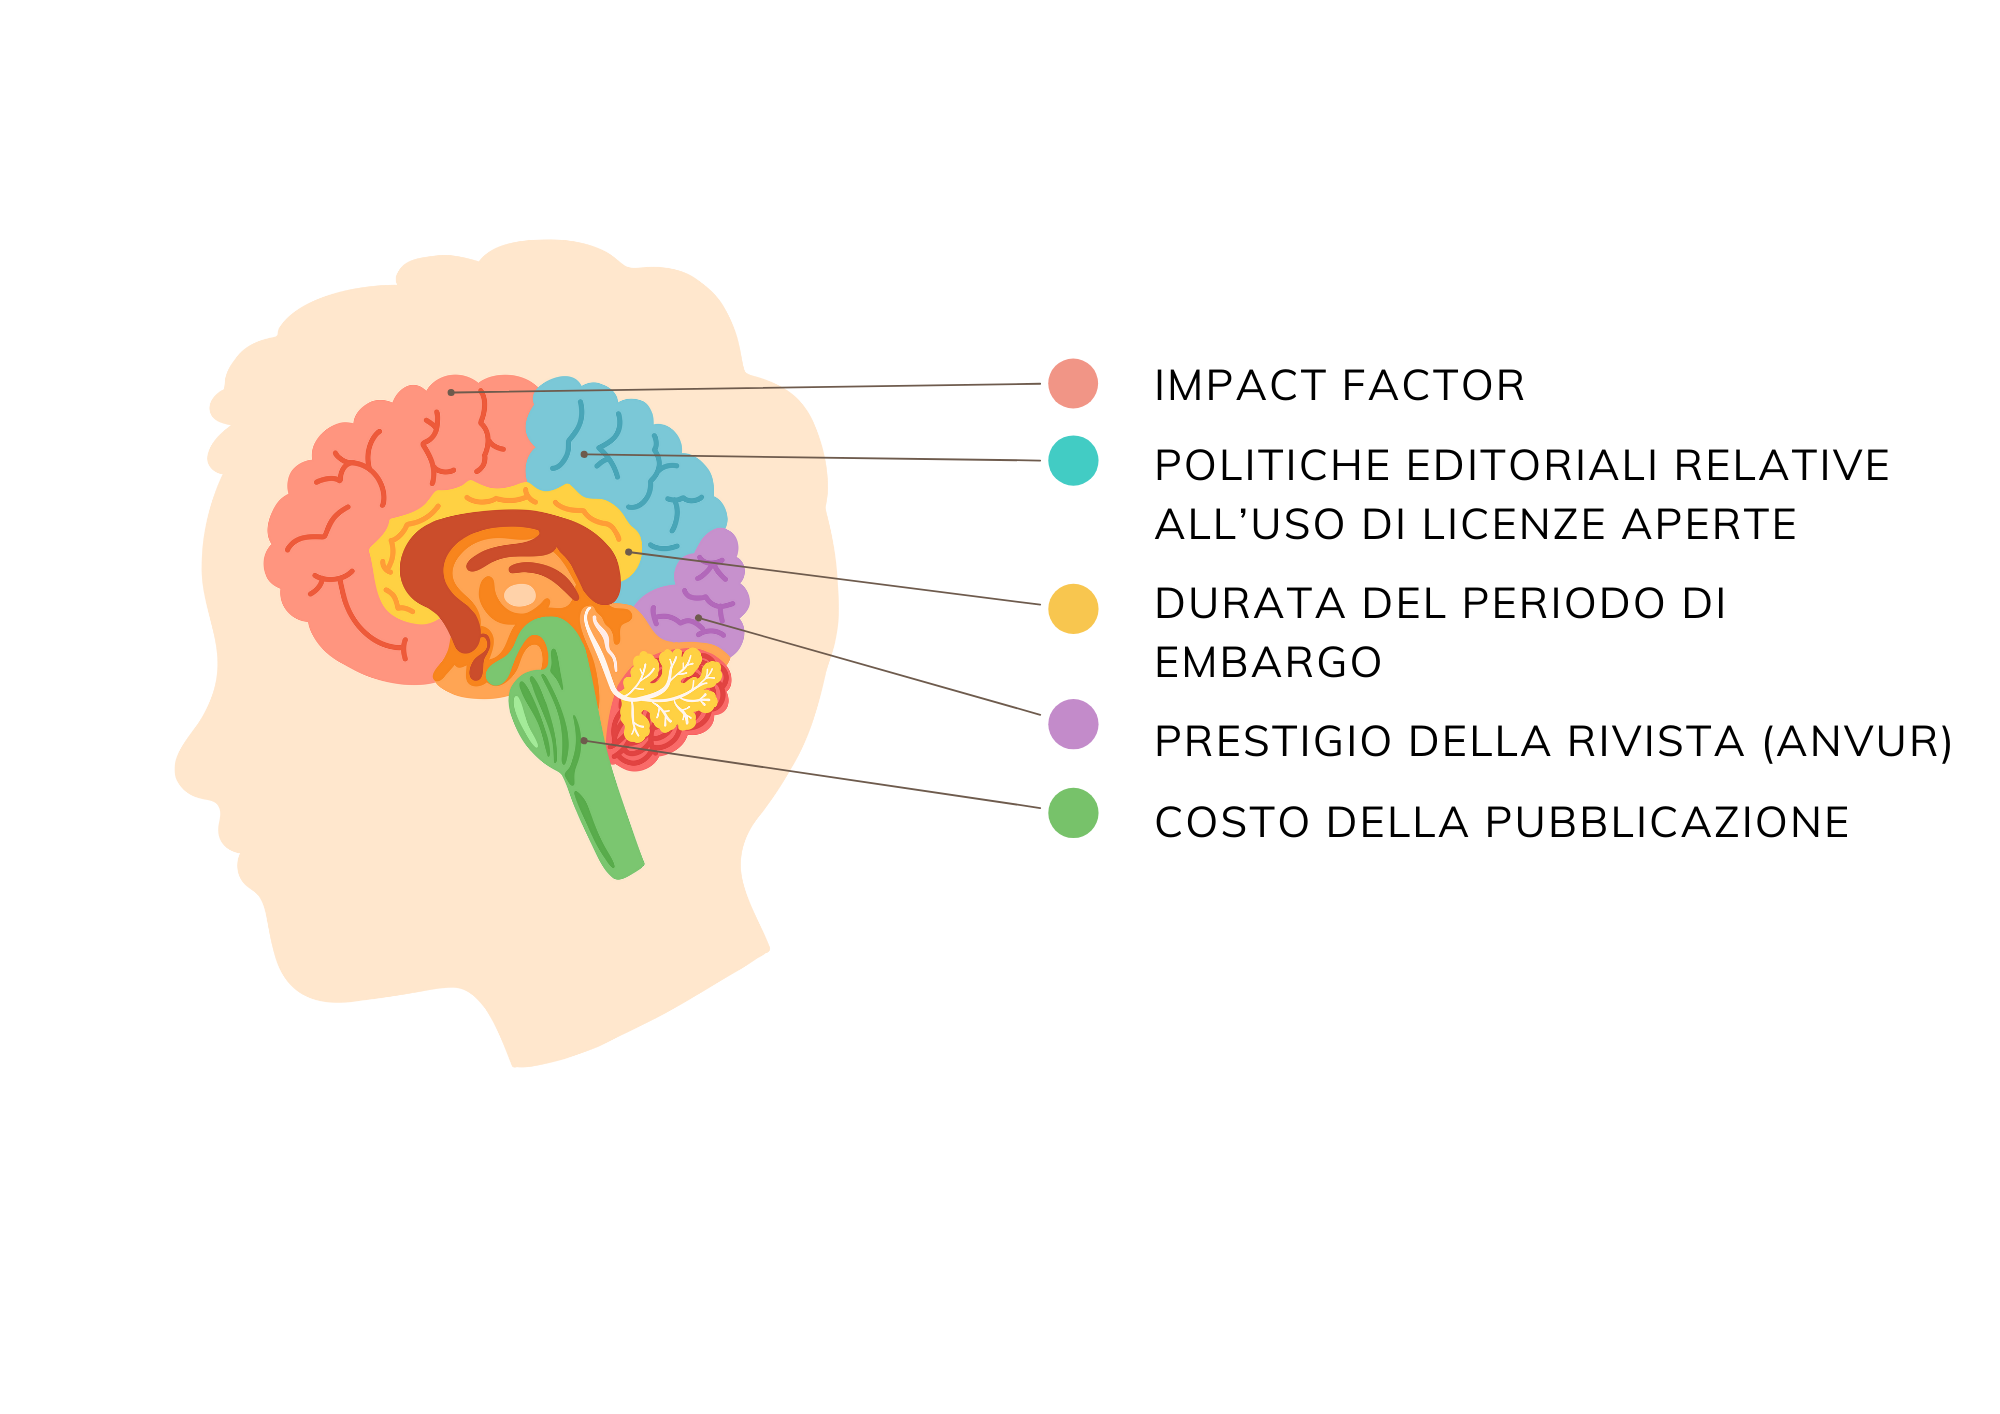 IMPACT FACTOR
POLITICHE EDITORIALI RELATIVE
ALL’USO DI LICENZE APERTE
DURATA DEL PERIODO DI
EMBARGO
PRESTIGIO DELLA RIVISTA (ANVUR)
COSTO DELLA PUBBLICAZIONE